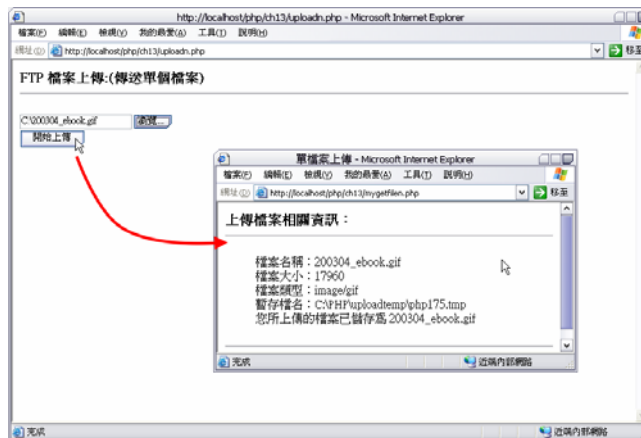 http://localhost/php/ch13/uploadn.php - Microsoft Internet Explorer
檔案(F) 編輯(E) 檢視(V) 我的最愛(A) 工具(T) 說明(H)
網址(D) http://localhost/php/ch13/uploadn.php 移至
FTP 檔案上傳:(傳送單個檔案)
C:\200304_ebook.gif 瀏覽...
開始上傳
單檔案上傳 - Microsoft Internet Explorer
檔案(F) 編輯(E) 檢視(V) 我的最愛(A) 工具(T) 說明(H)
網址(D) http://localhost/php/ch13/mygetfilen.php 移至
上傳檔案相關資訊：
檔案名稱：200304_ebook.gif
檔案大小：17960
檔案類型：image/gif
暫存檔名：C:\PHP\uploadtemp\php175.tmp
您所上傳的檔案已儲存為 200304_ebook.gif
完成 近端內部網路
完成 近端內部網路